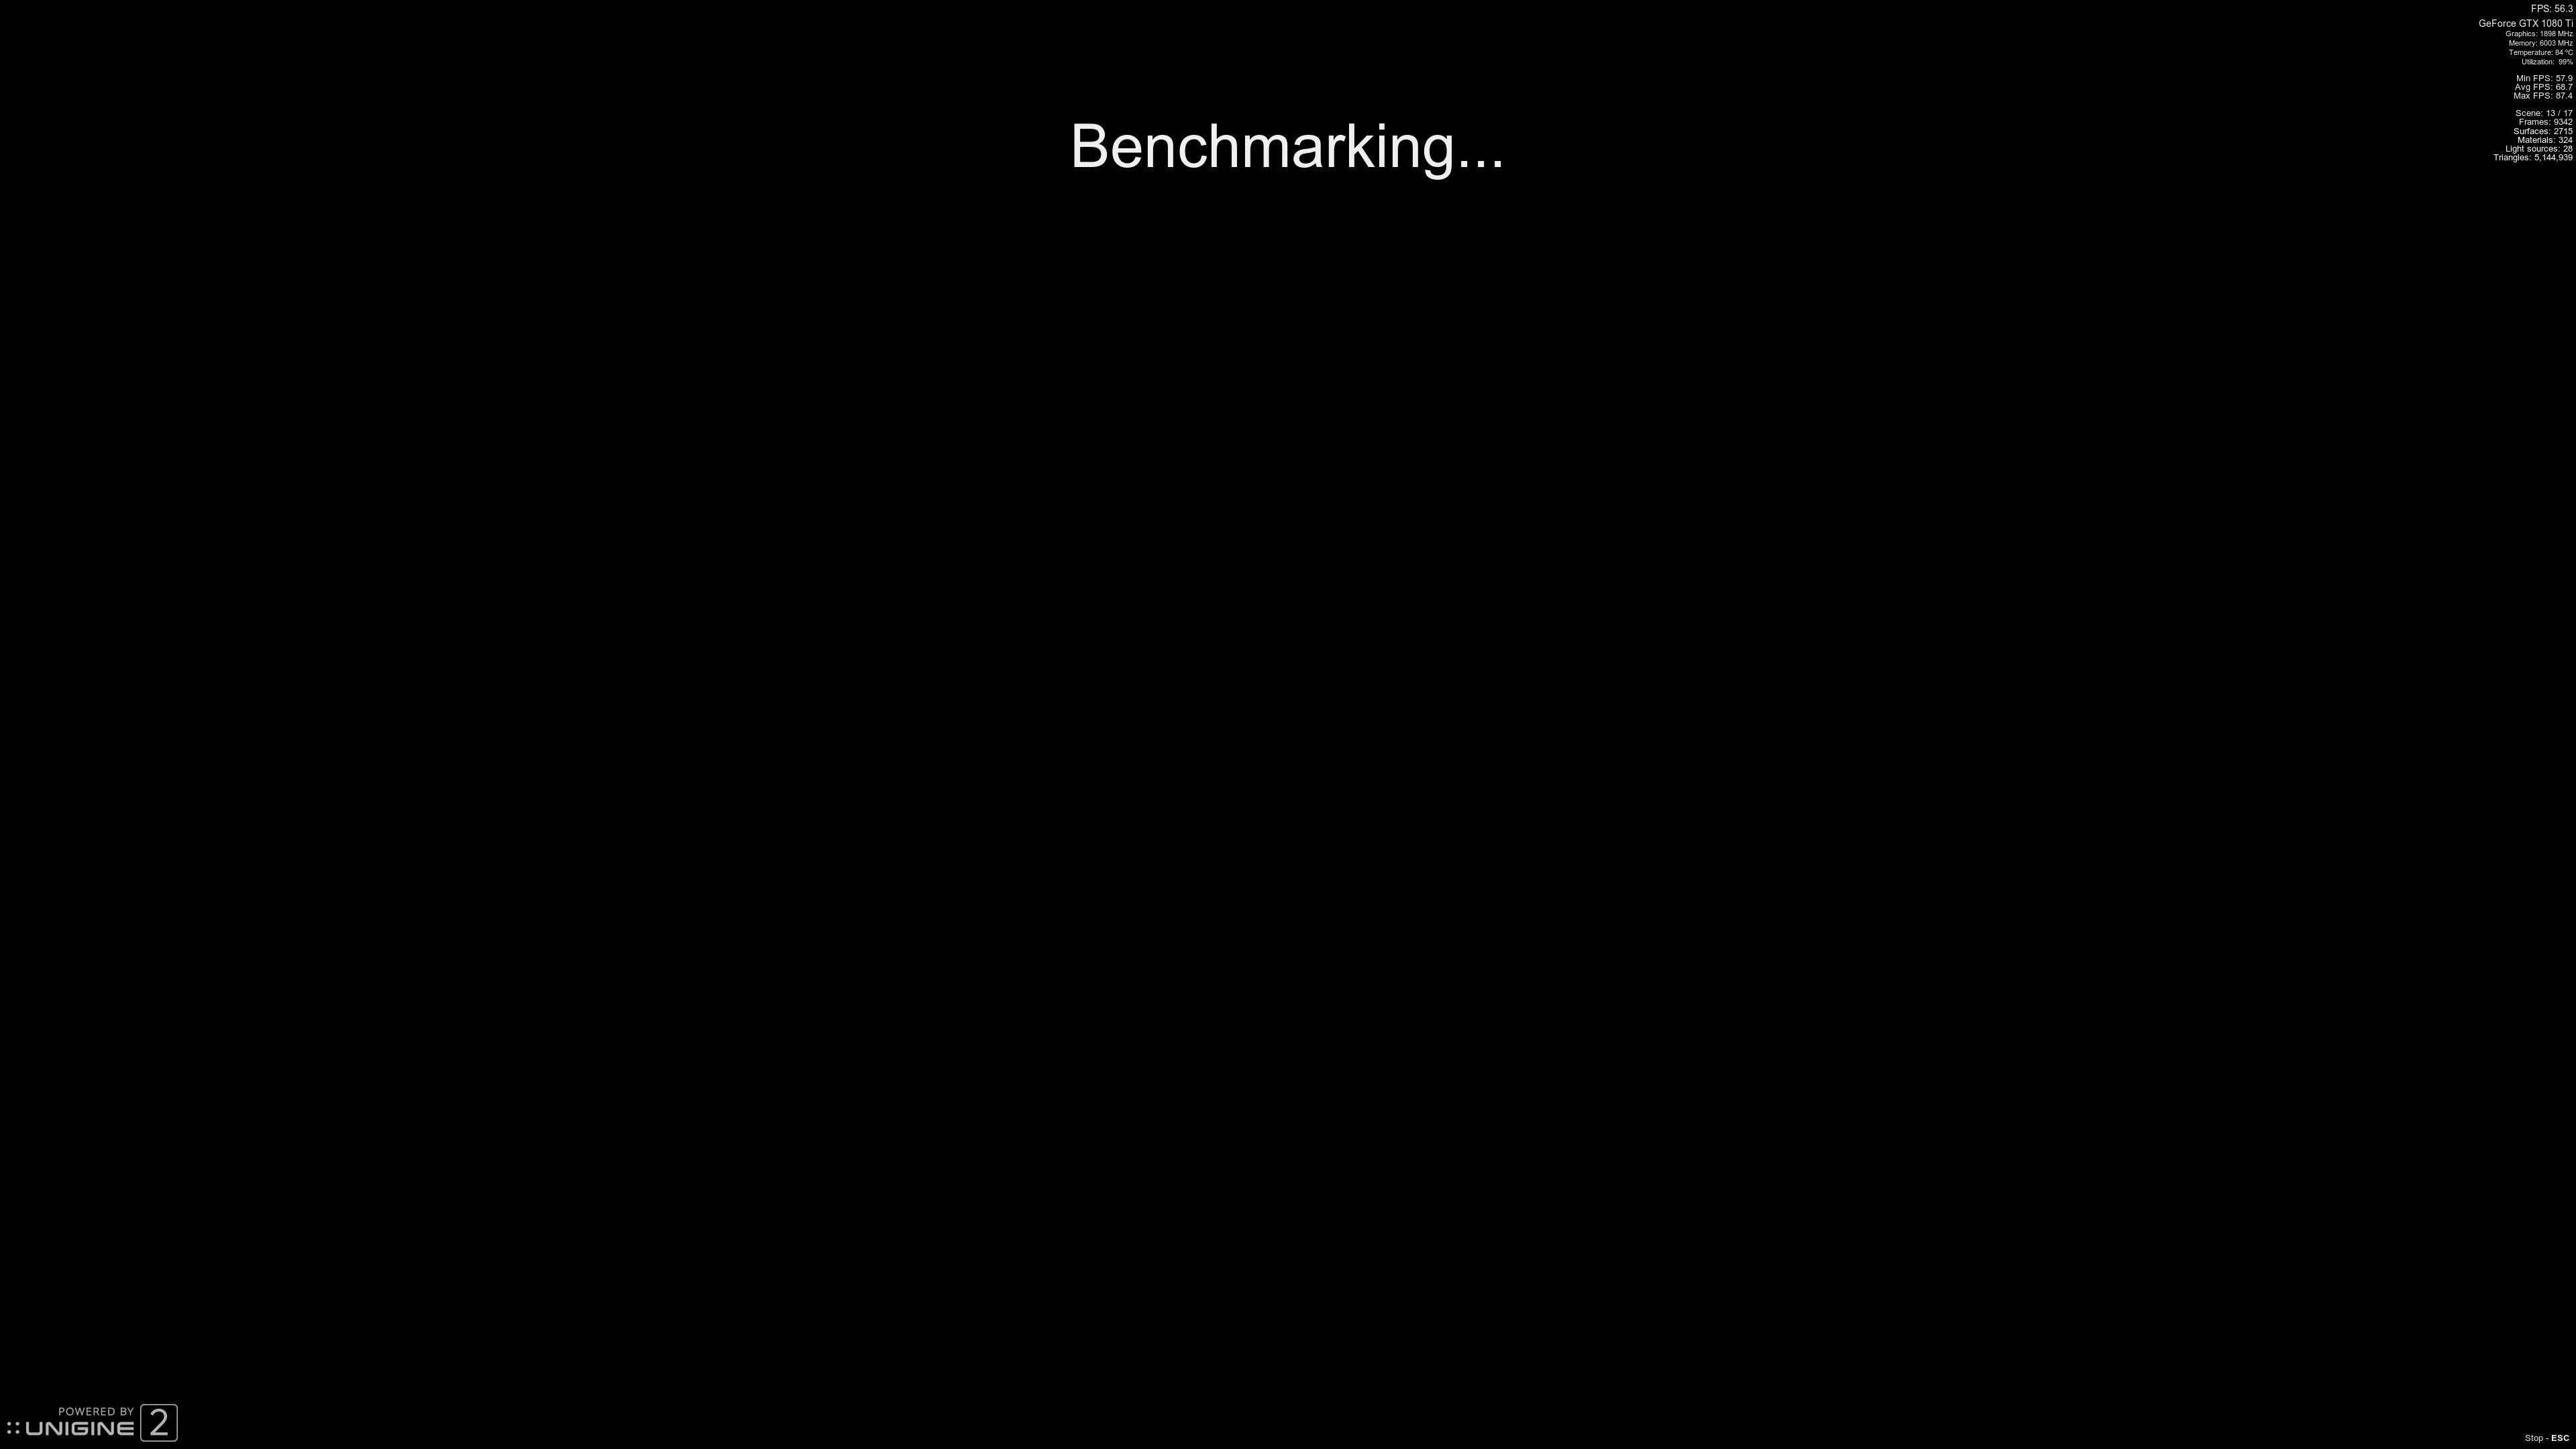 FPS: 56.3
GeForce GTX 1080 Ti
Graphics: 1898 MHz
Memory: 6003 MHz
Temperature: 84 ºC
Utilization: 99%
Min FPS: 57.9
Avg FPS: 68.7
Max FPS: 87.4
Scene: 13 / 17
Frames: 9342
Surfaces: 2715
Materials: 324
Light sources: 28
Triangles: 5,144,939
Benchmarking...
POWERED BY
UNIGINE 2
Stop - ESC